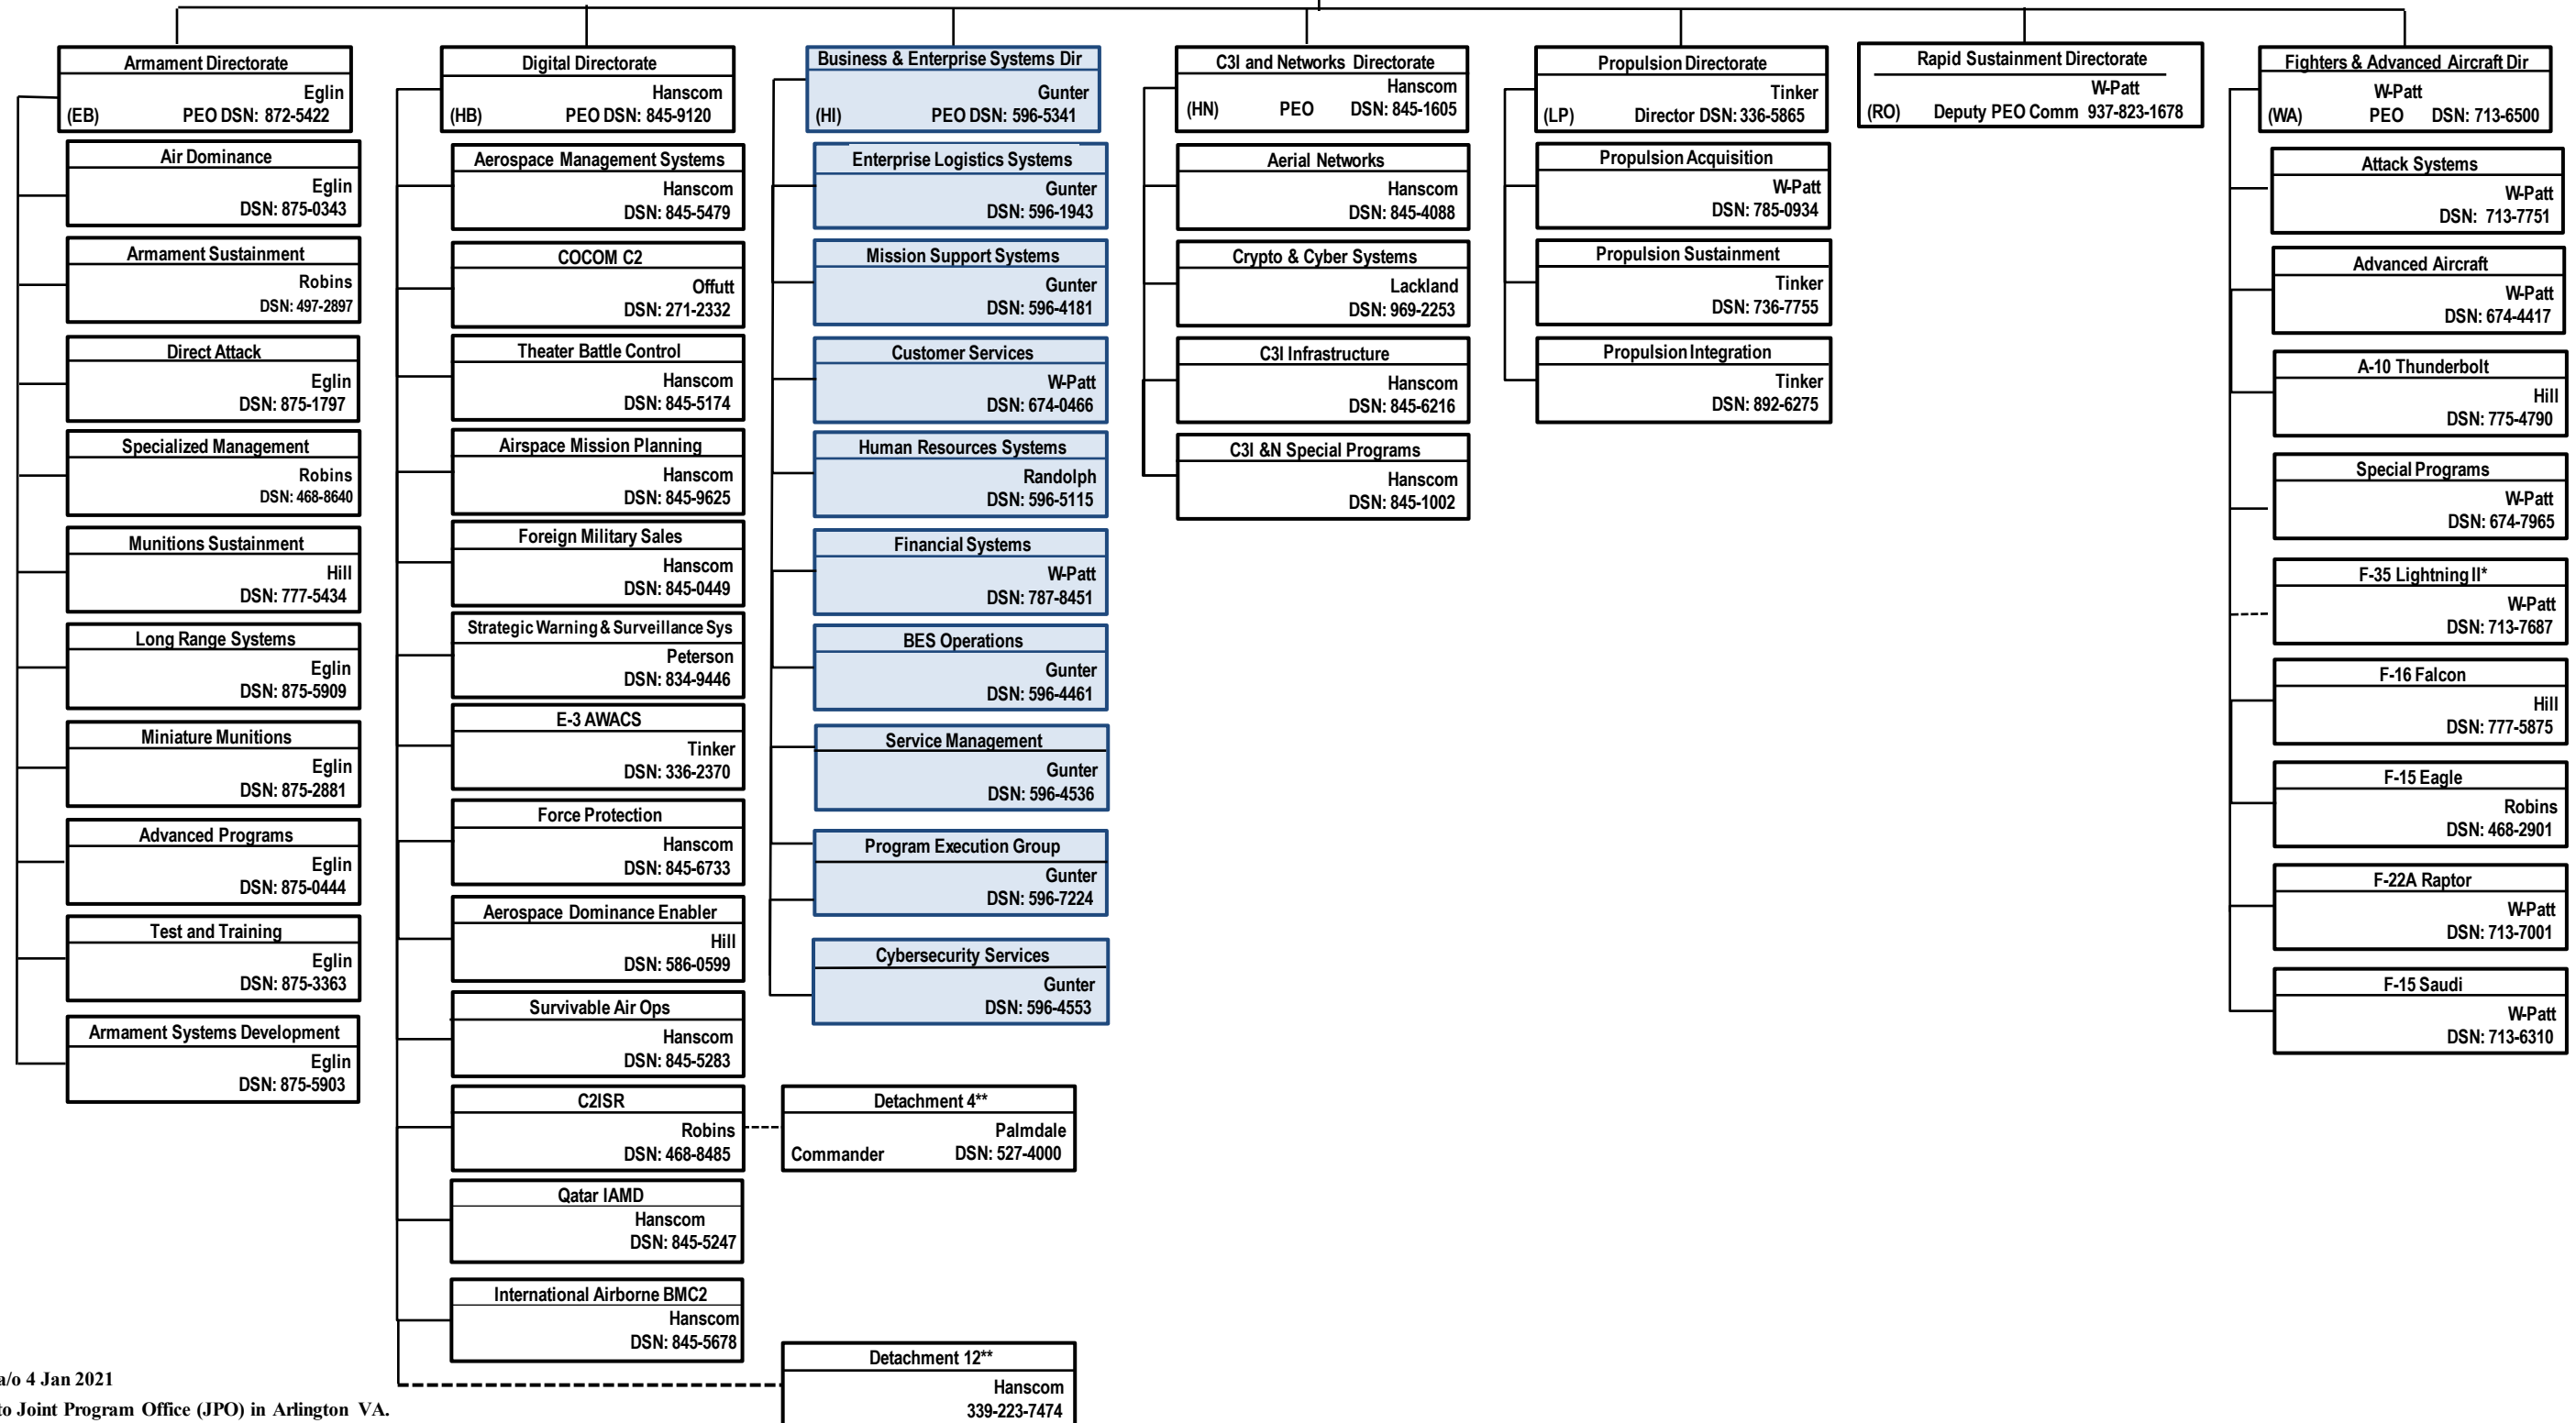 Armament Directorate
Eglin
(EB) PEO DSN: 872-5422
Air Dominance
Eglin
DSN: 875-0343
Armament Sustainment
Robins
DSN: 497-2897
Direct Attack
Eglin
DSN: 875-1797
Specialized Management
Robins
DSN: 468-8640
Munitions Sustainment
Hill
DSN: 777-5434
Long Range Systems
Eglin
DSN: 875-5909
Miniature Munitions
Eglin
DSN: 875-2881
Advanced Programs
Eglin
DSN: 875-0444
Test and Training
Eglin
DSN: 875-3363
Armament Systems Development
Eglin
DSN: 875-5903
Digital Directorate
Hanscom
(HB) PEO DSN: 845-9120
Aerospace Management Systems
Hanscom
DSN: 845-5479
COCOM C2
Offutt
DSN: 271-2332
Theater Battle Control
Hanscom
DSN: 845-5174
Airspace Mission Planning
Hanscom
DSN: 845-9625
Foreign Military Sales
Hanscom
DSN: 845-0449
Strategic Warning & Surveillance Sys
Peterson
DSN: 834-9446
E-3 AWACS
Tinker
DSN: 336-2370
Force Protection
Hanscom
DSN: 845-6733
Aerospace Dominance Enabler
Hill
DSN: 586-0599
Survivable Air Ops
Hanscom
DSN: 845-5283
C2ISR
Robins
DSN: 468-8485
Detachment 4**
Palmdale
Commander DSN: 527-4000
Qatar IAMD
Hanscom
DSN: 845-5247
International Airborne BMC2
Hanscom
DSN: 845-5678
Detachment 12**
Hanscom
339-223-7474
Business & Enterprise Systems Dir
Gunter
(HI) PEO DSN: 596-5341
Enterprise Logistics Systems
Gunter
DSN: 596-1943
Mission Support Systems
Gunter
DSN: 596-4181
Customer Services
W-Patt
DSN: 674-0466
Human Resources Systems
Randolph
DSN: 596-5115
Financial Systems
W-Patt
DSN: 787-8451
BES Operations
Gunter
DSN: 596-4461
Service Management
Gunter
DSN: 596-4536
Program Execution Group
Gunter
DSN: 596-7224
Cybersecurity Services
Gunter
DSN: 596-4553
C3I and Networks Directorate
Hanscom
(HN) PEO DSN: 845-1605
Aerial Networks
Hanscom
DSN: 845-4088
Crypto & Cyber Systems
Lackland
DSN: 969-2253
C3I Infrastructure
Hanscom
DSN: 845-6216
C3I &N Special Programs
Hanscom
DSN: 845-1002
Propulsion Directorate
Tinker
(LP) Director DSN: 336-5865
Propulsion Acquisition
W-Patt
DSN: 785-0934
Propulsion Sustainment
Tinker
DSN: 736-7755
Propulsion Integration
Tinker
DSN: 892-6275
Rapid Sustainment Directorate
W-Patt
(RO) Deputy PEO Comm 937-823-1678
Fighters & Advanced Aircraft Dir
W-Patt
(WA) PEO DSN: 713-6500
Attack Systems
W-Patt
DSN: 713-7751
Advanced Aircraft
W-Patt
DSN: 674-4417
A-10 Thunderbolt
Hill
DSN: 775-4790
Special Programs
W-Patt
DSN: 674-7965
F-35 Lightning II*
W-Patt
DSN: 713-7687
F-16 Falcon
Hill
DSN: 777-5875
F-15 Eagle
Robins
DSN: 468-2901
F-22A Raptor
W-Patt
DSN: 713-7001
F-15 Saudi
W-Patt
DSN: 713-6310
a/o 4 Jan 2021
to Joint Program Office (JPO) in Arlington VA.